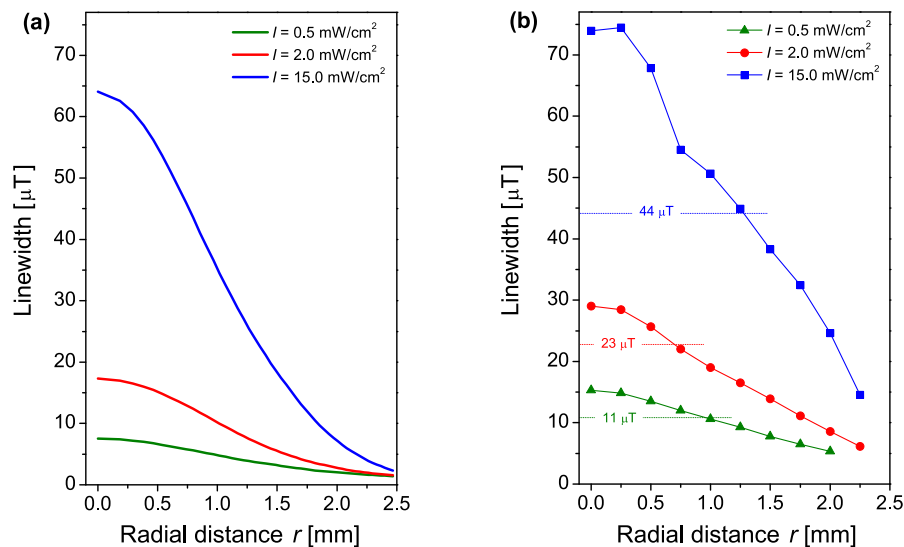 (a)
I = 0.5 mW/cm²
I = 2.0 mW/cm²
I = 15.0 mW/cm²
70
60
50
40
30
20
10
0
Linewidth [μT]
0.0 0.5 1.0 1.5 2.0 2.5
Radial distance r [mm]
(b)
I = 0.5 mW/cm²
I = 2.0 mW/cm²
I = 15.0 mW/cm²
70
60
50
40
30
20
10
0
Linewidth [μT]
44 μT
23 μT
11 μT
0.0 0.5 1.0 1.5 2.0 2.5
Radial distance r [mm]